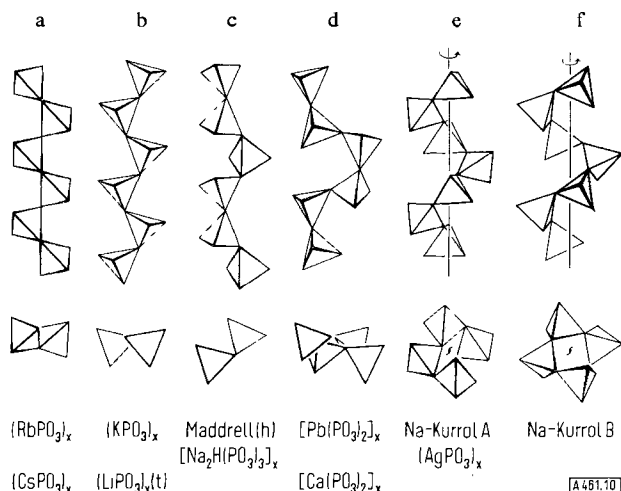 a b c d e f
(RbPO₃)ₓ (KPO₃)ₓ Maddrell(h) [Pb(PO₃)₂]ₓ Na-Kurrol A Na-Kurrol B
[Na₂H(PO₃)₃]ₓ (AgPO₃)ₓ
(CsPO₃)ₓ (LiPO₃)ₓ(t) [Ca(PO₃)₂]ₓ A 461.10